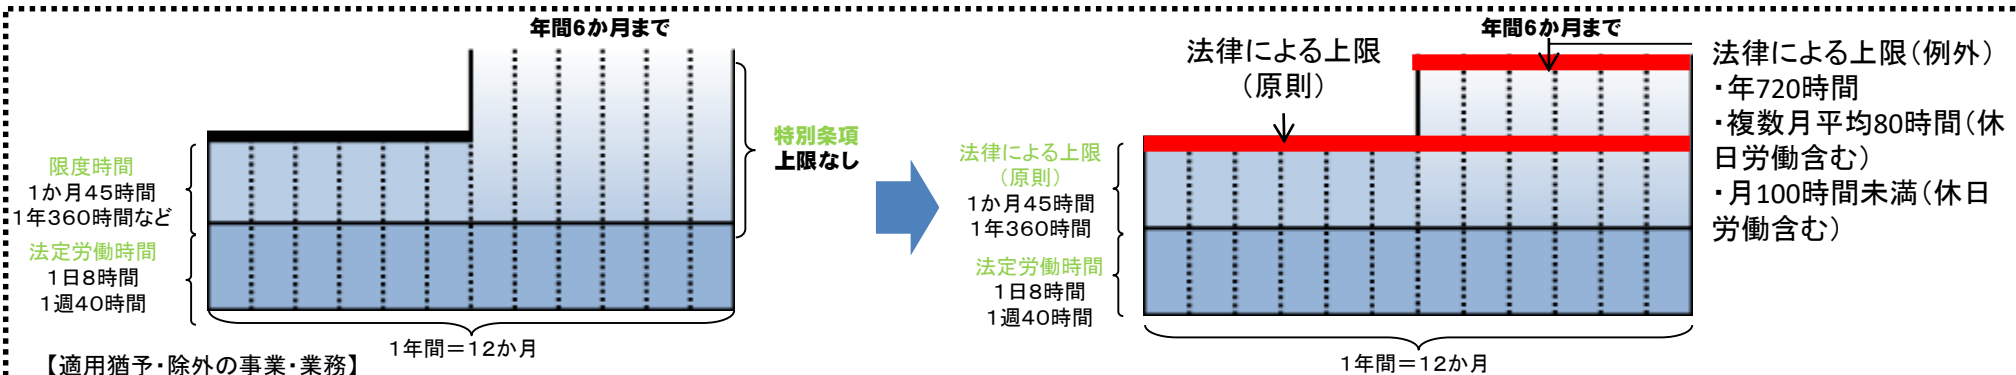 年間6か月まで
限度時間
1か月45時間
1年360時間など
法定労働時間
1日8時間
1週40時間
特別条項
上限なし
1年間＝12か月
【適用猶予・除外の事業・業務】
年間6か月まで
法律による上限
（原則）
法律による上限
（原則）
1か月45時間
1年360時間
法定労働時間
1日8時間
1週40時間
1年間＝12か月
法律による上限（例外）
・年720時間
・複数月平均80時間（休
日労働含む）
・月100時間未満（休日
労働含む）